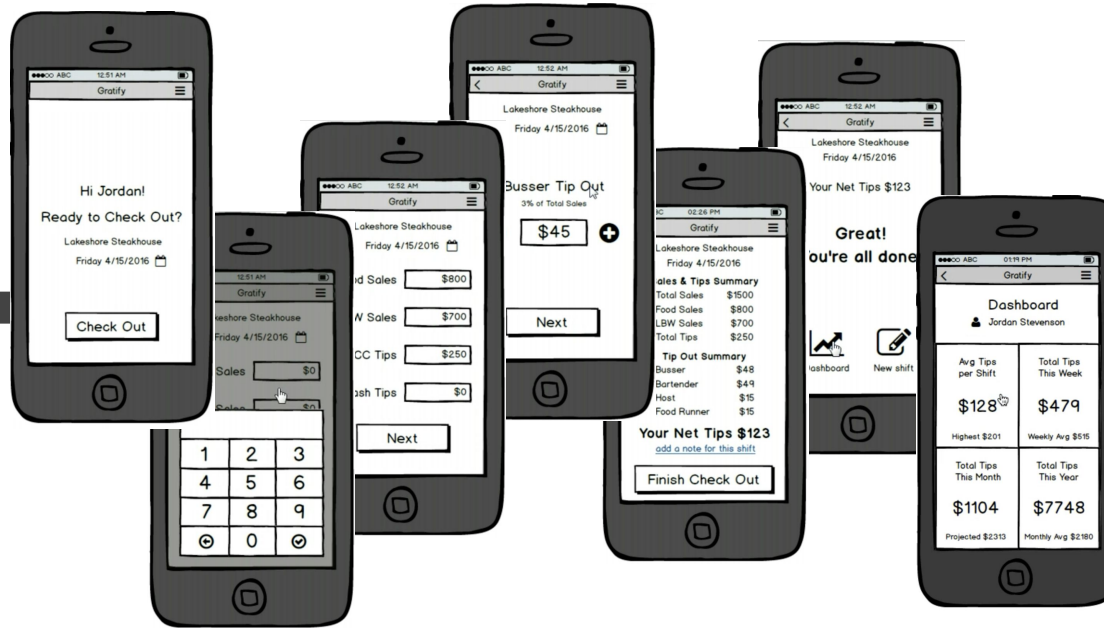 ABC 12:51 AM
Gratify
Hi Jordan!
Ready to Check Out?
Lakeshore Steakhouse
Friday 4/15/2016
Check Out
12:51 AM
Gratify
keshore Steakhouse
Friday 4/15/2016
Sales $0
Sales $0
1 2 3
4 5 6
7 8 9
0
ABC 12:52 AM
Gratify
Lakeshore Steakhouse
Friday 4/15/2016
od Sales $800
W Sales $700
CC Tips $250
ash Tips $0
Next
ABC 12:52 AM
Gratify
Lakeshore Steakhouse
Friday 4/15/2016
Busser Tip Out
3% of Total Sales
$45
Next
C 02:26 PM
Gratify
Lakeshore Steakhouse
Friday 4/15/2016
ales & Tips Summary
Total Sales $1500
Food Sales $800
LBW Sales $700
Total Tips $250
Tip Out Summary
Busser $48
Bartender $49
Host $15
Food Runner $15
Your Net Tips $123
add a note for this shift
Finish Check Out
ABC 12:52 AM
Gratify
Lakeshore Steakhouse
Friday 4/15/2016
Your Net Tips $123
Great!
ou're all done
ashboard New shift
ABC 01:19 PM
Gratify
Dashboard
Jordan Stevenson
Avg Tips
per Shift
$128
Highest $201
Total Tips
This Week
$479
Weekly Avg $515
Total Tips
This Month
$1104
Projected $2313
Total Tips
This Year
$7748
Monthly Avg $2180